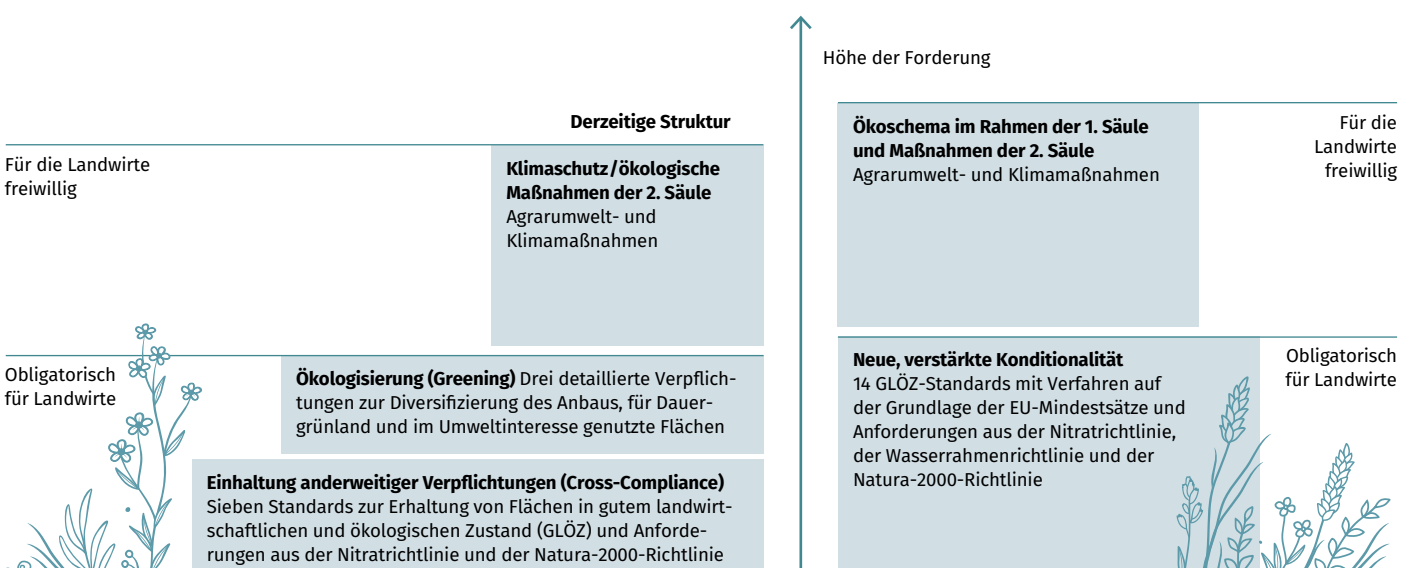 Höhe der Forderung
Derzeitige Struktur
Für die Landwirte
freiwillig
Klimaschutz/ökologische
Maßnahmen der 2. Säule
Agrarumwelt- und
Klimamaßnahmen
Obligatorisch
für Landwirte
Ökologisierung (Greening) Drei detaillierte Verpflich-
tungen zur Diversifizierung des Anbaus, für Dauer-
grünland und im Umweltinteresse genutzte Flächen
Einhaltung anderweitiger Verpflichtungen (Cross-Compliance)
Sieben Standards zur Erhaltung von Flächen in gutem landwirt-
schaftlichen und ökologischen Zustand (GLÖZ) und Anforde-
rungen aus der Nitratrichtlinie und der Natura-2000-Richtlinie
Ökoschema im Rahmen der 1. Säule
und Maßnahmen der 2. Säule
Agrarumwelt- und Klimamaßnahmen
Für die
Landwirte
freiwillig
Neue, verstärkte Konditionalität
14 GLÖZ-Standards mit Verfahren auf
der Grundlage der EU-Mindestsätze und
Anforderungen aus der Nitratrichtlinie,
der Wasserrahmenrichtlinie und der
Natura-2000-Richtlinie
Obligatorisch
für Landwirte